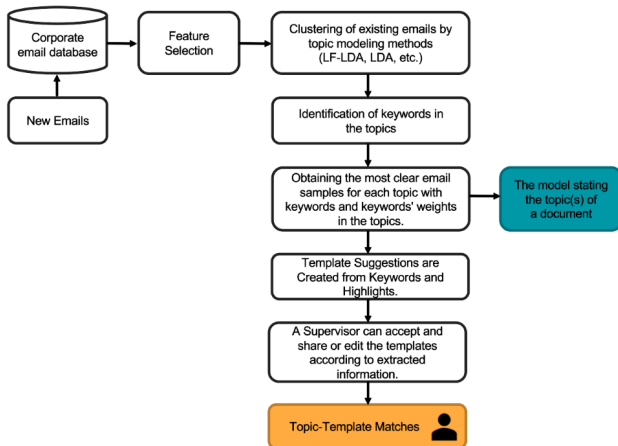 Corporate
email database
Feature
Selection
Clustering of existing emails by
topic modeling methods
(LF-LDA, LDA, etc.)
New Emails
Identification of keywords in
the topics
Obtaining the most clear email
samples for each topic with
keywords and keywords' weights
in the topics.
The model stating
the topic(s) of
a document
Template Suggestions are
Created from Keywords and
Highlights.
A Supervisor can accept and
share or edit the templates
according to extracted
information.
Topic-Template Matches